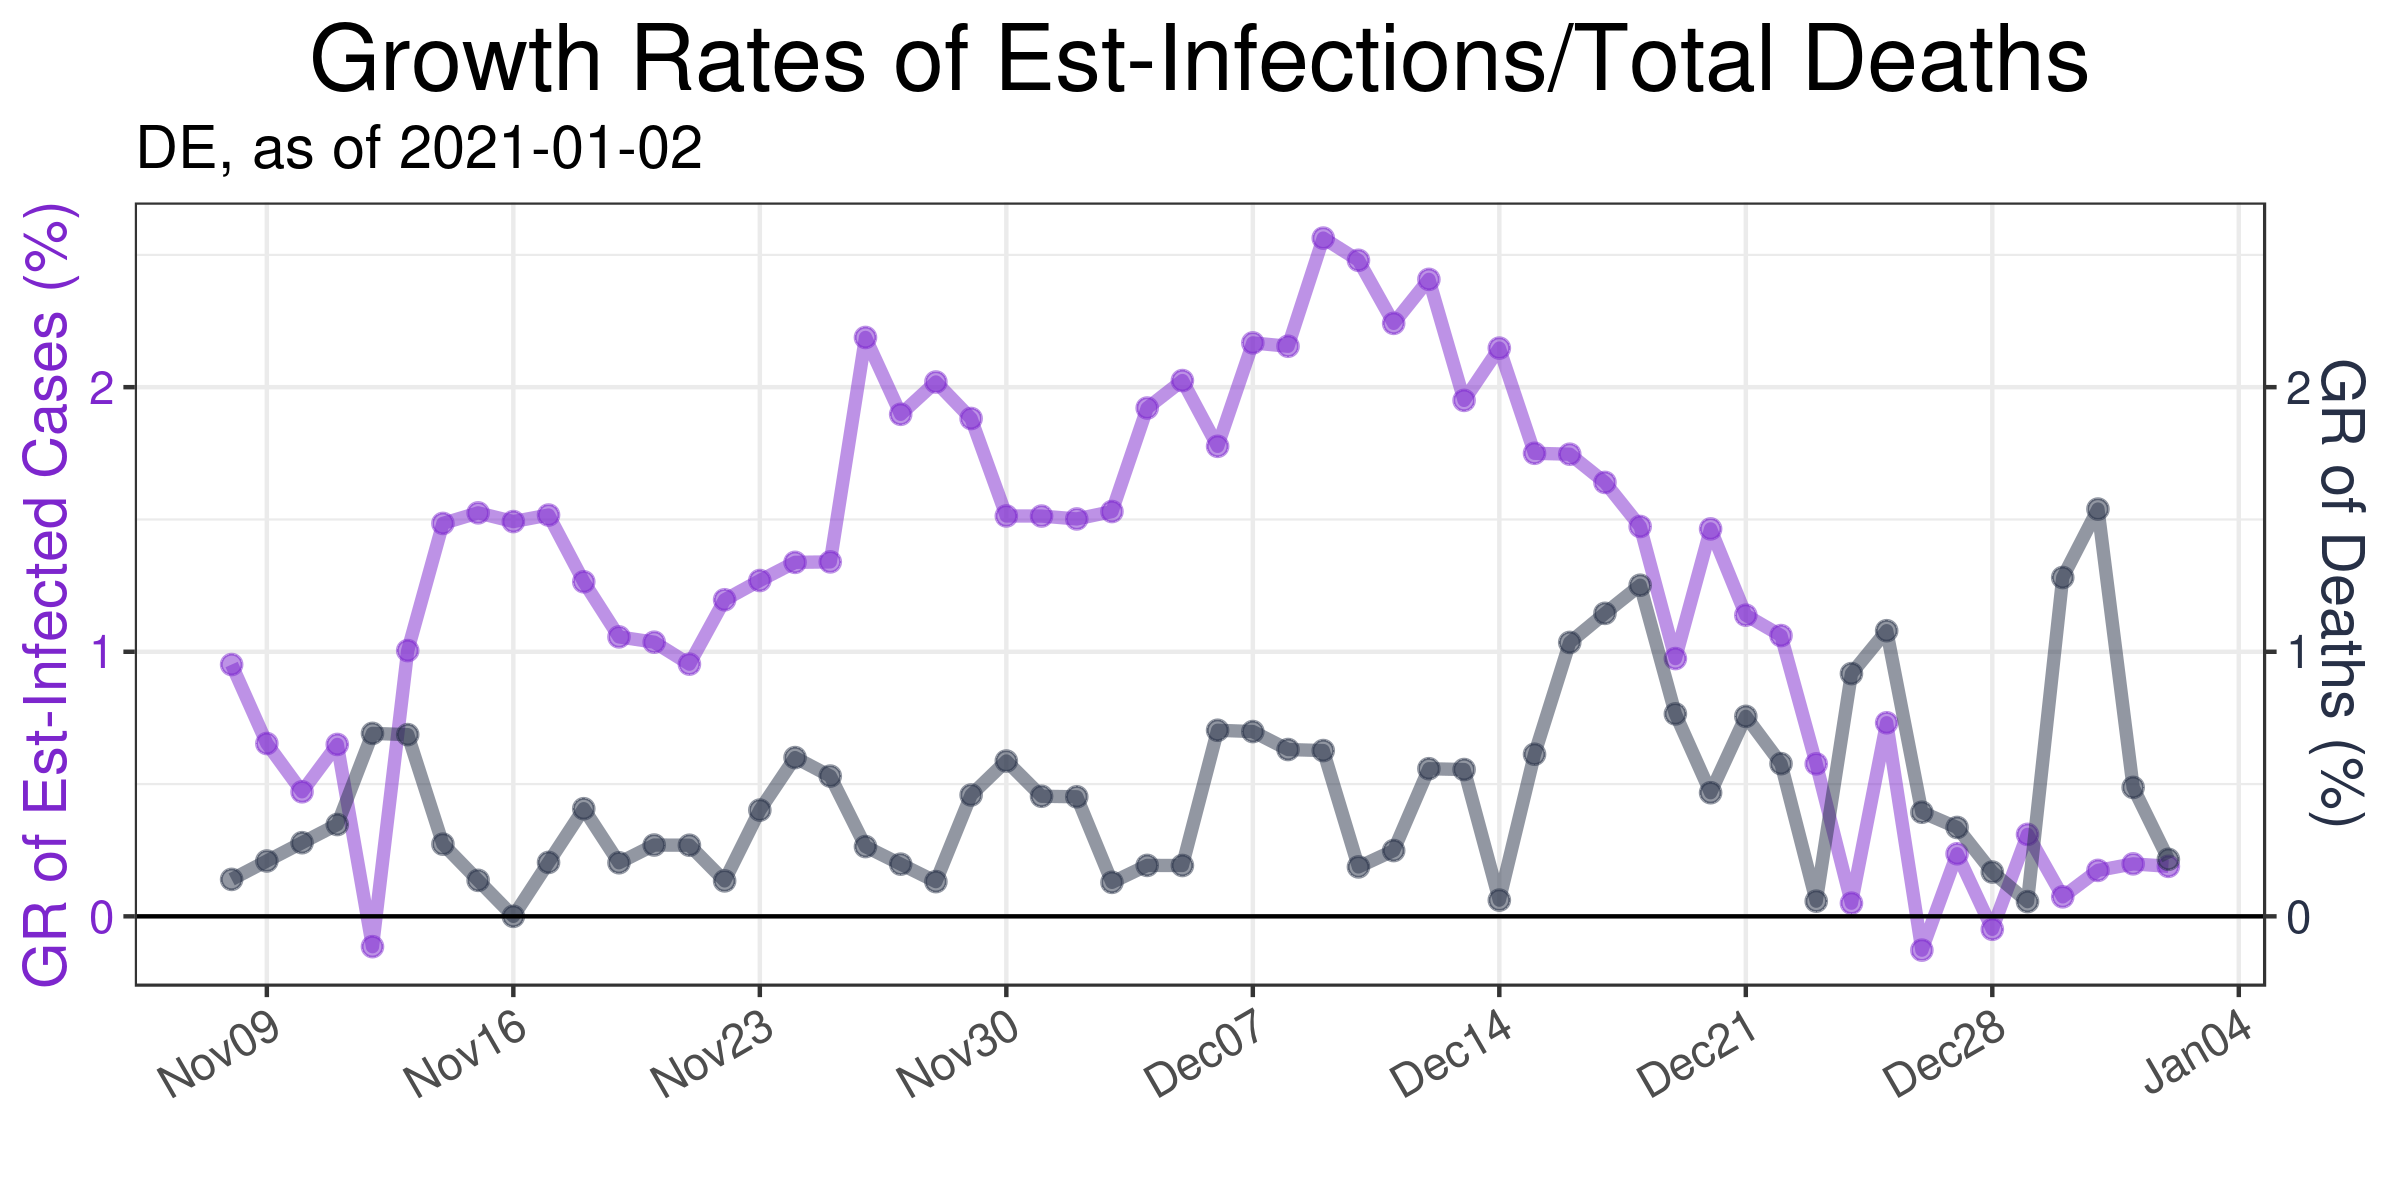 Growth Rates of Est-Infections/Total Deaths
DE, as of 2021-01-02
GR of Est-Infected Cases (%)
2
1
0
2
1
0
GR of Deaths (%)
Nov09
Nov16
Nov23
Nov30
Dec07
Dec14
Dec21
Dec28
Jan04